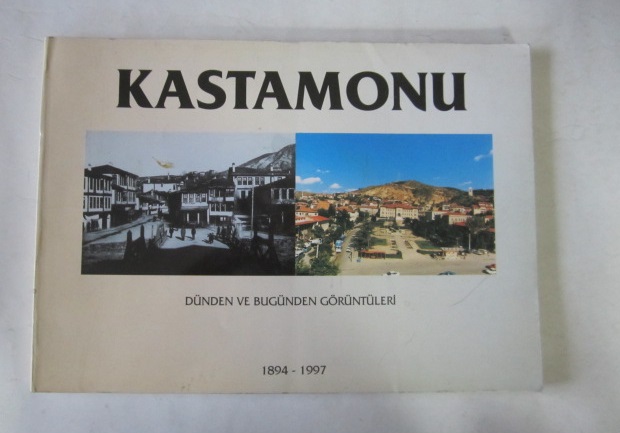 KASTAMONU
DÜNDEN VE BUGÜNDEN GÖRÜNTÜLERİ
1894 - 1997